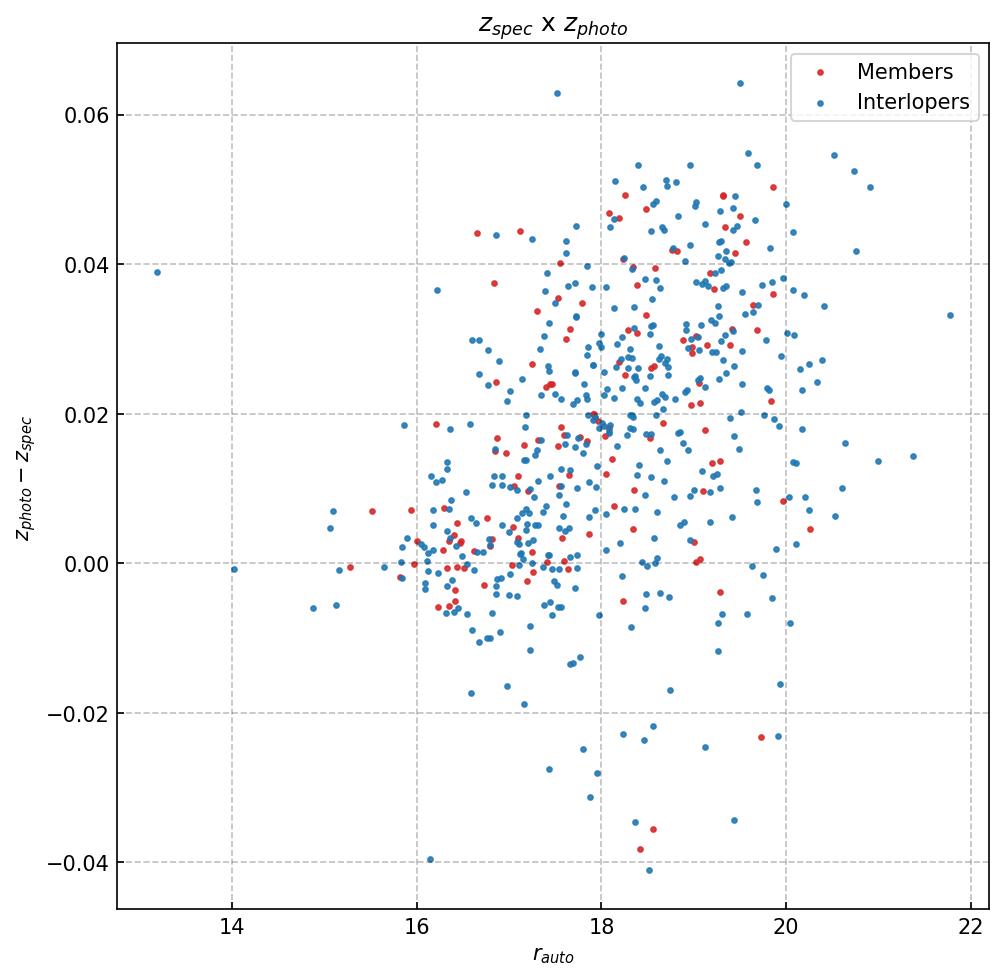 z_spec x z_photo
Members
Interlopers
0.06
0.04
0.02
0.00
−0.02
−0.04
z_photo − z_spec
14
16
18
20
22
r_auto